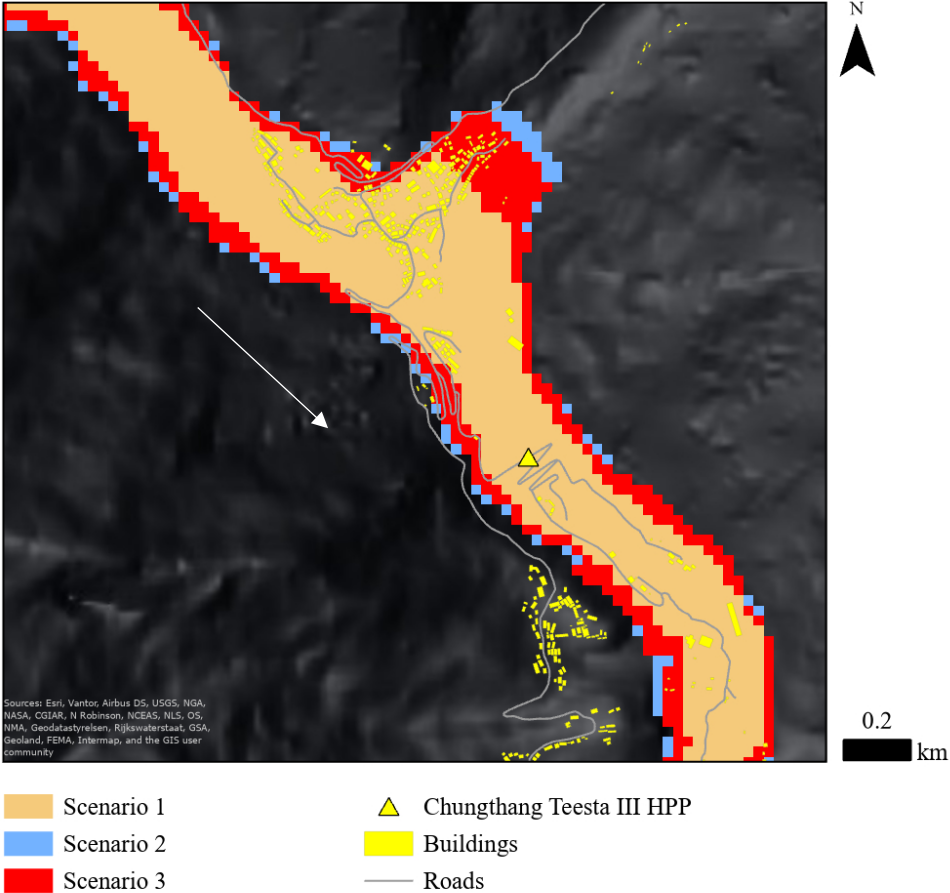 N
Sources: Esri, Vantor, Airbus DS, USGS, NGA,
NASA, CGIAR, N Robinson, NCEAS, NLS, OS,
NMA, Geodatastyrelsen, Rijkswaterstaat, GSA,
Geoland, FEMA, Intermap, and the GIS user
community
0.2
km
Scenario 1
Scenario 2
Scenario 3
Chungthang Teesta III HPP
Buildings
Roads